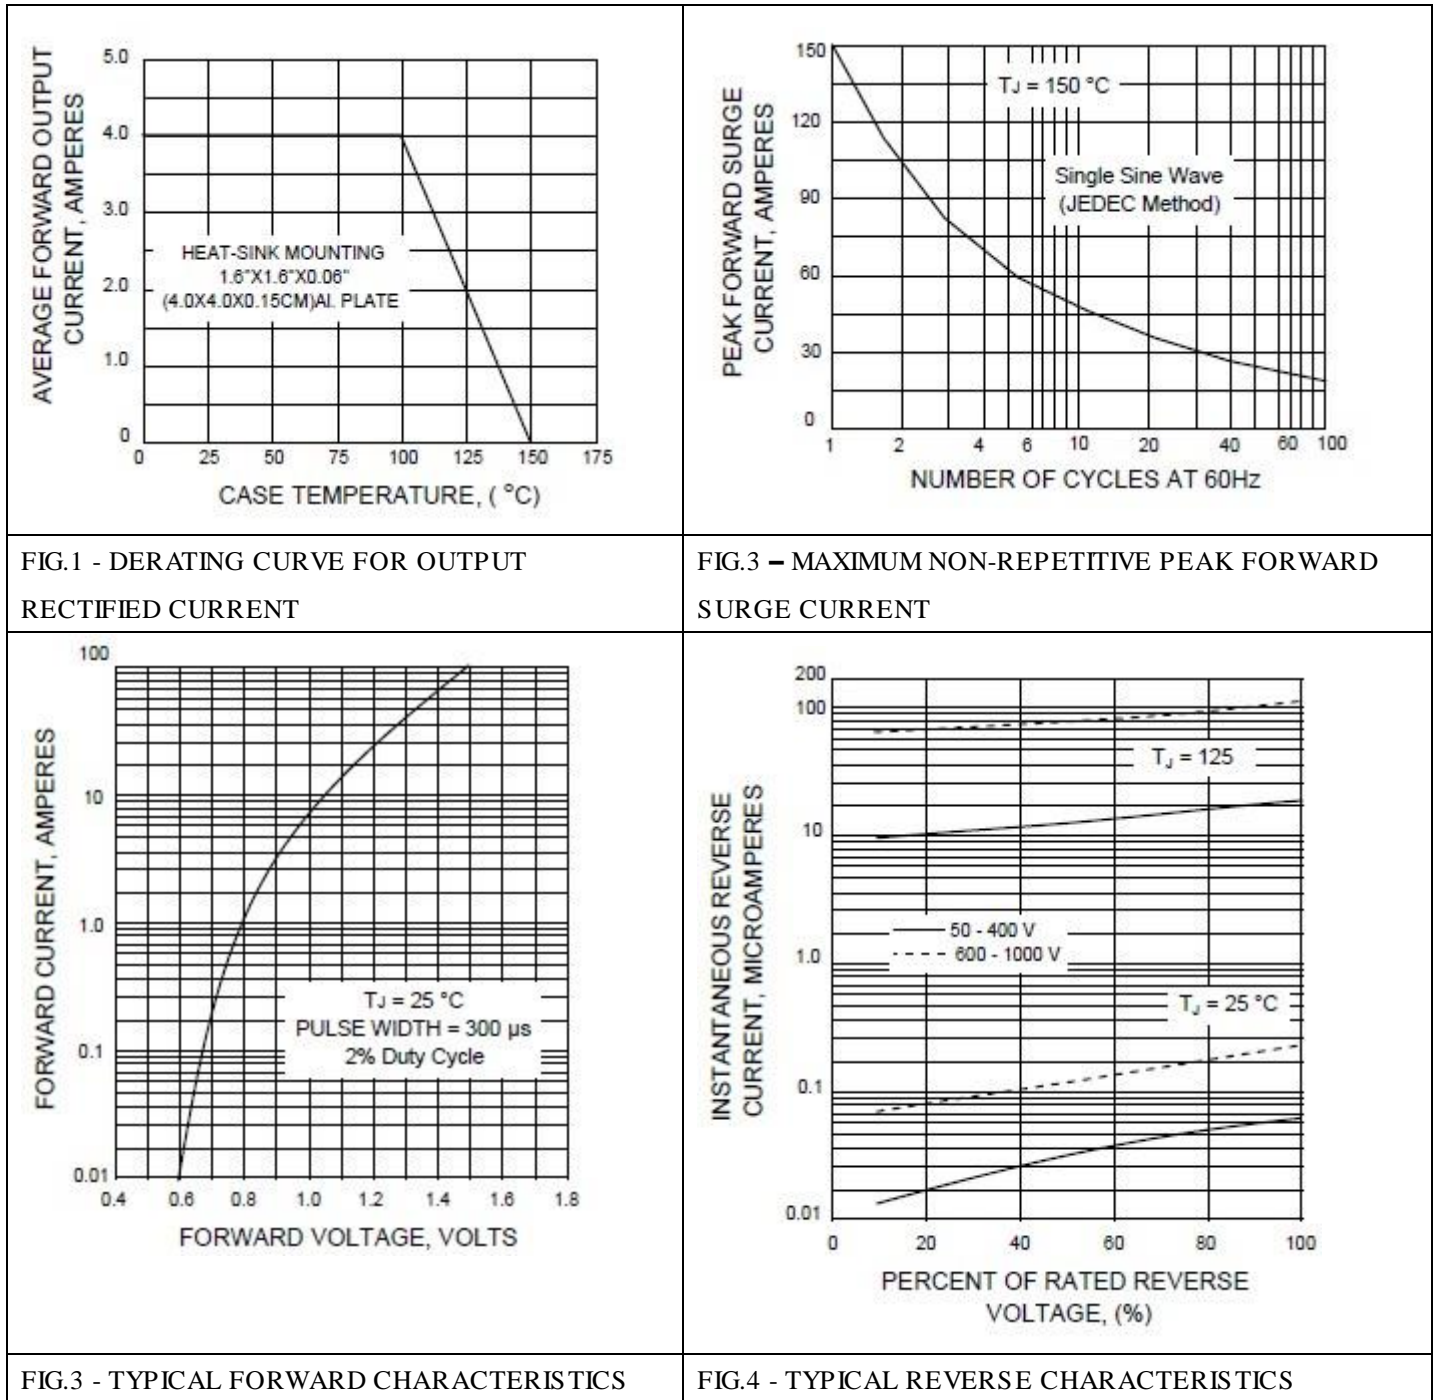 AVERAGE FORWARD OUTPUT
CURRENT, AMPERES
5.0
4.0
3.0
2.0
1.0
0
HEAT-SINK MOUNTING
1.6"X1.6"X0.06"
(4.0X4.0X0.15CM)Al. PLATE
0 25 50 75 100 125 150 175
CASE TEMPERATURE, ( °C)
PEAK FORWARD SURGE
CURRENT, AMPERES
150
120
90
60
30
0
TJ = 150 °C
Single Sine Wave
(JEDEC Method)
1 2 4 6 10 20 40 60 100
NUMBER OF CYCLES AT 60Hz
FIG.1 - DERATING CURVE FOR OUTPUT
RECTIFIED CURRENT
FIG.3 – MAXIMUM NON-REPETITIVE PEAK FORWARD
SURGE CURRENT
FORWARD CURRENT, AMPERES
100
10
1.0
0.1
0.01
TJ = 25 °C
PULSE WIDTH = 300 µs
2% Duty Cycle
0.4 0.6 0.8 1.0 1.2 1.4 1.6 1.8
FORWARD VOLTAGE, VOLTS
INSTANTANEOUS REVERSE
CURRENT, MICROAMPERES
200
100
10
1.0
0.1
0.01
TJ = 125
50 - 400 V
600 - 1000 V
TJ = 25 °C
0 20 40 60 80 100
PERCENT OF RATED REVERSE
VOLTAGE, (%)
FIG.3 - TYPICAL FORWARD CHARACTERISTICS
FIG.4 - TYPICAL REVERSE CHARACTERISTICS